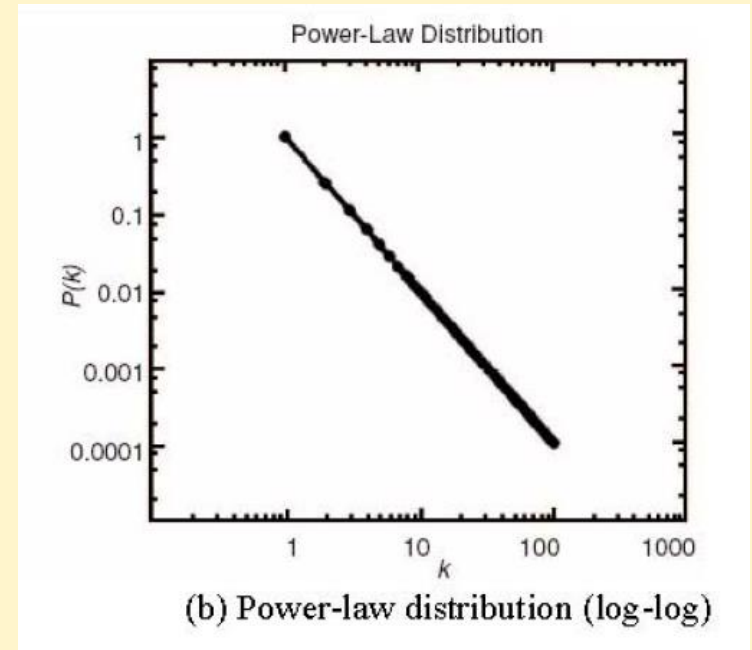 Power-Law Distribution
1
0.1
0.01
0.001
0.0001
P(k)
1 10 100 1000
k
(b) Power-law distribution (log-log)